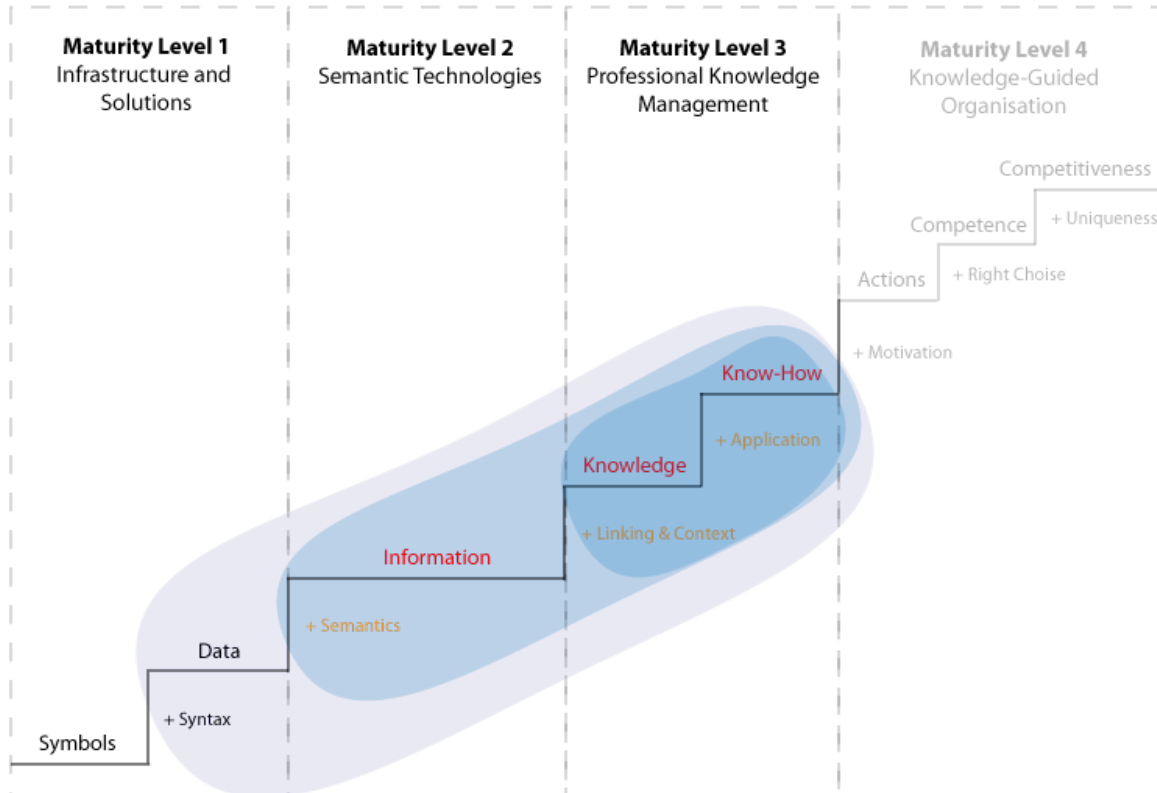 Maturity Level 1
Infrastructure and
Solutions
Maturity Level 2
Semantic Technologies
Maturity Level 3
Professional Knowledge
Management
Maturity Level 4
Knowledge-Guided
Organisation
Competitiveness
+ Uniqueness
Competence
+ Right Choise
Actions
+ Motivation
Know-How
+ Application
Knowledge
+ Linking & Context
Information
+ Semantics
Data
+ Syntax
Symbols